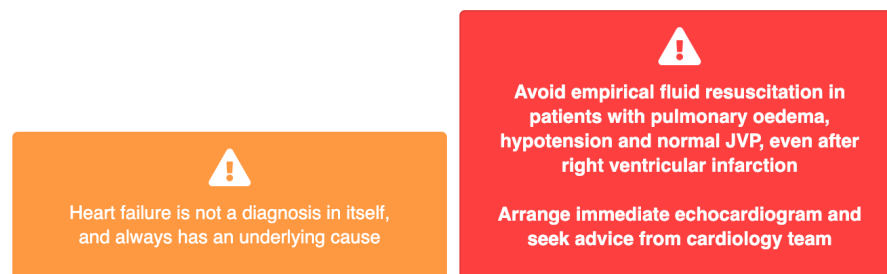 Heart failure is not a diagnosis in itself,
and always has an underlying cause
Avoid empirical fluid resuscitation in
patients with pulmonary oedema,
hypotension and normal JVP, even after
right ventricular infarction
Arrange immediate echocardiogram and
seek advice from cardiology team